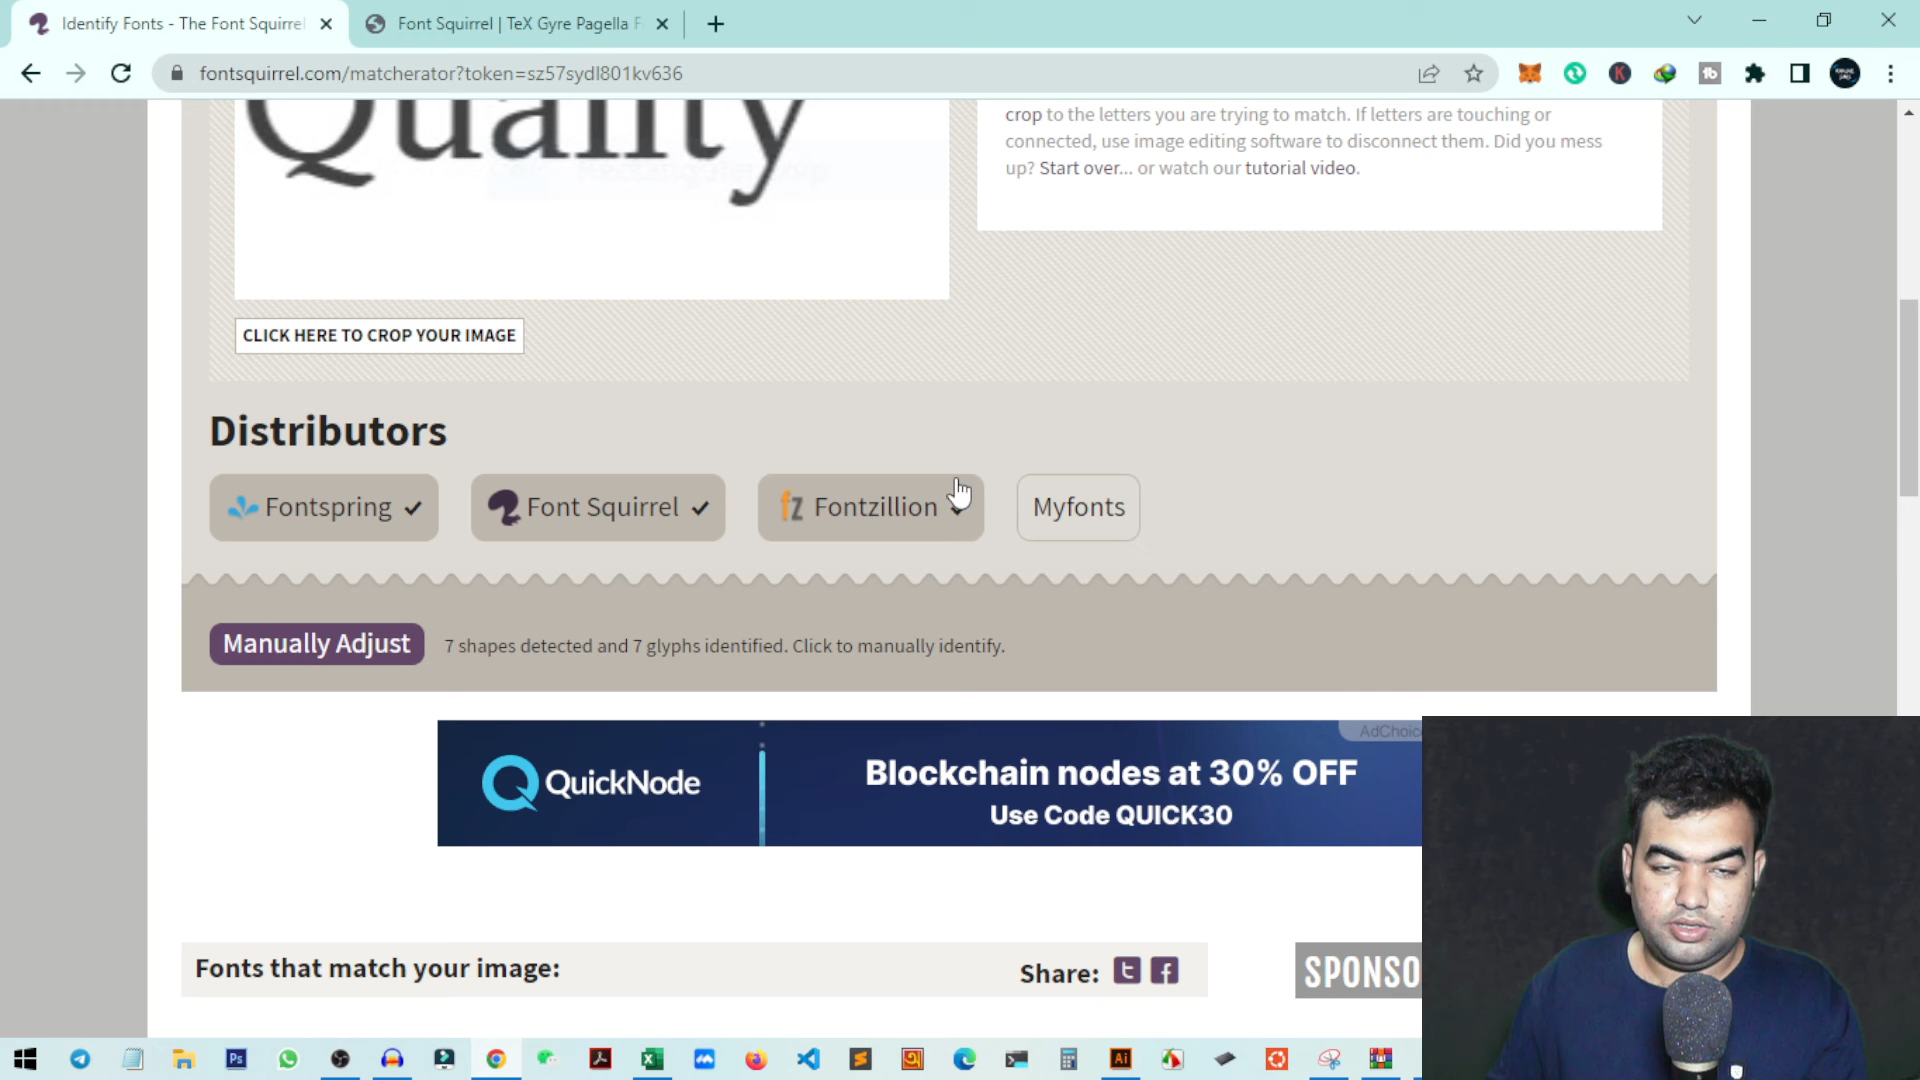 Identify Fonts - The Font Squirrel
Font Squirrel | TeX Gyre Pagella F
fontsquirrel.com/matcherator?token=sz57sydl801kv636
Quality
crop to the letters you are trying to match. If letters are touching or
connected, use image editing software to disconnect them. Did you mess
up? Start over... or watch our tutorial video.
CLICK HERE TO CROP YOUR IMAGE
Distributors
Fontspring
Font Squirrel
fz Fontzillion
Myfonts
Manually Adjust
7 shapes detected and 7 glyphs identified. Click to manually identify.
AdChoic
QuickNode
Blockchain nodes at 30% OFF
Use Code QUICK30
Fonts that match your image:
Share:
SPONSO